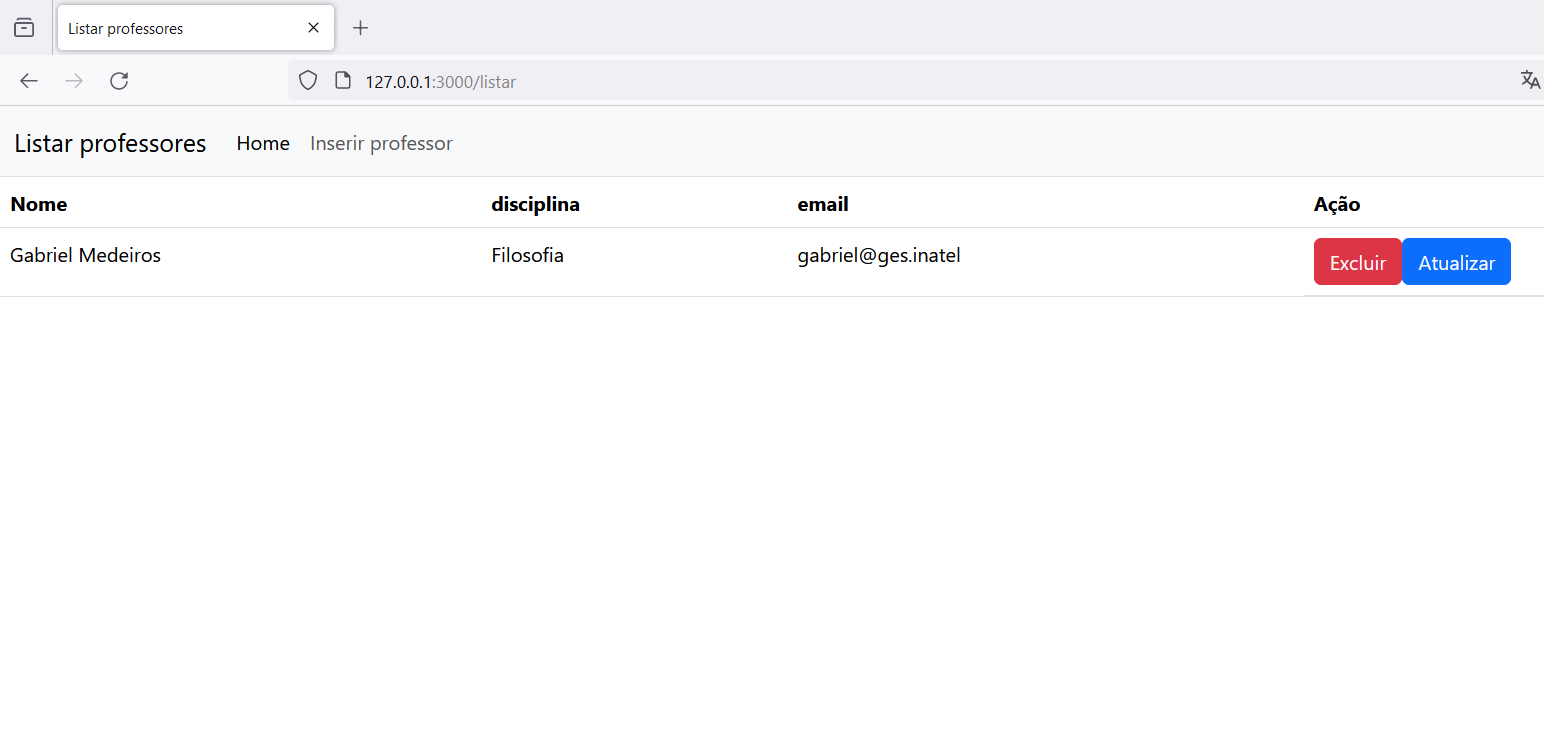 Listar professores
127.0.0.1:3000/listar
Listar professores Home Inserir professor
Nome disciplina email Ação
Gabriel Medeiros Filosofia gabriel@ges.inatel Excluir Atualizar